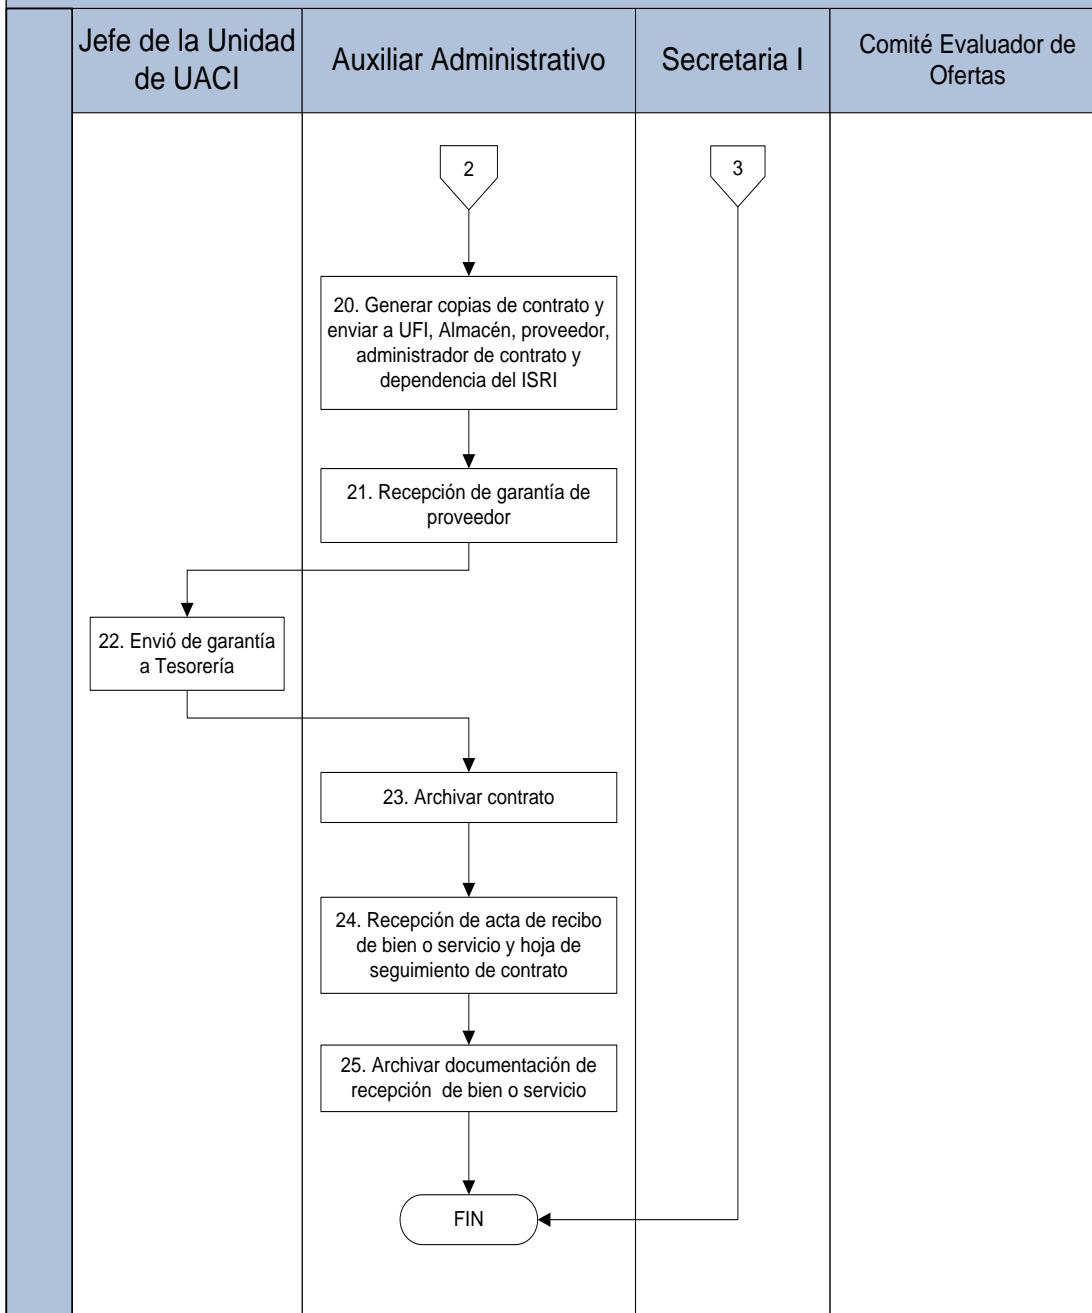 Jefe de la Unidad
de UACI
Auxiliar Administrativo
Secretaria I
Comité Evaluador de
Ofertas
2
3
20. Generar copias de contrato y
enviar a UFI, Almacén, proveedor,
administrador de contrato y
dependencia del ISRI
21. Recepción de garantía de
proveedor
22. Envió de garantía
a Tesorería
23. Archivar contrato
24. Recepción de acta de recibo
de bien o servicio y hoja de
seguimiento de contrato
25. Archivar documentación de
recepción de bien o servicio
FIN